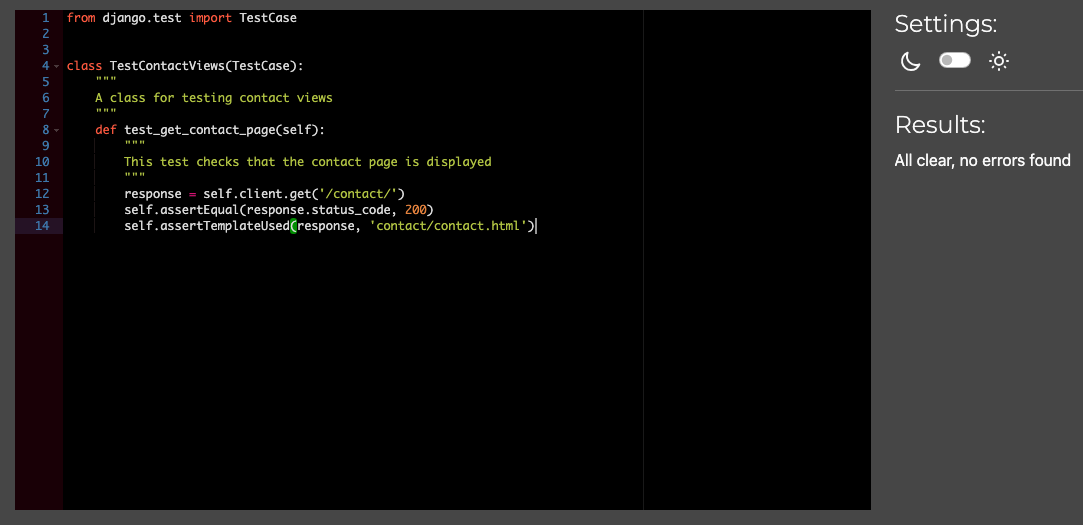 1 from django.test import TestCase
2
3
4 class TestContactViews(TestCase):
5     """
6     A class for testing contact views
7     """
8     def test_get_contact_page(self):
9         """
10         This test checks that the contact page is displayed
11         """
12         response = self.client.get('/contact/')
13         self.assertEqual(response.status_code, 200)
14         self.assertTemplateUsed(response, 'contact/contact.html')
Settings:
Results:
All clear, no errors found